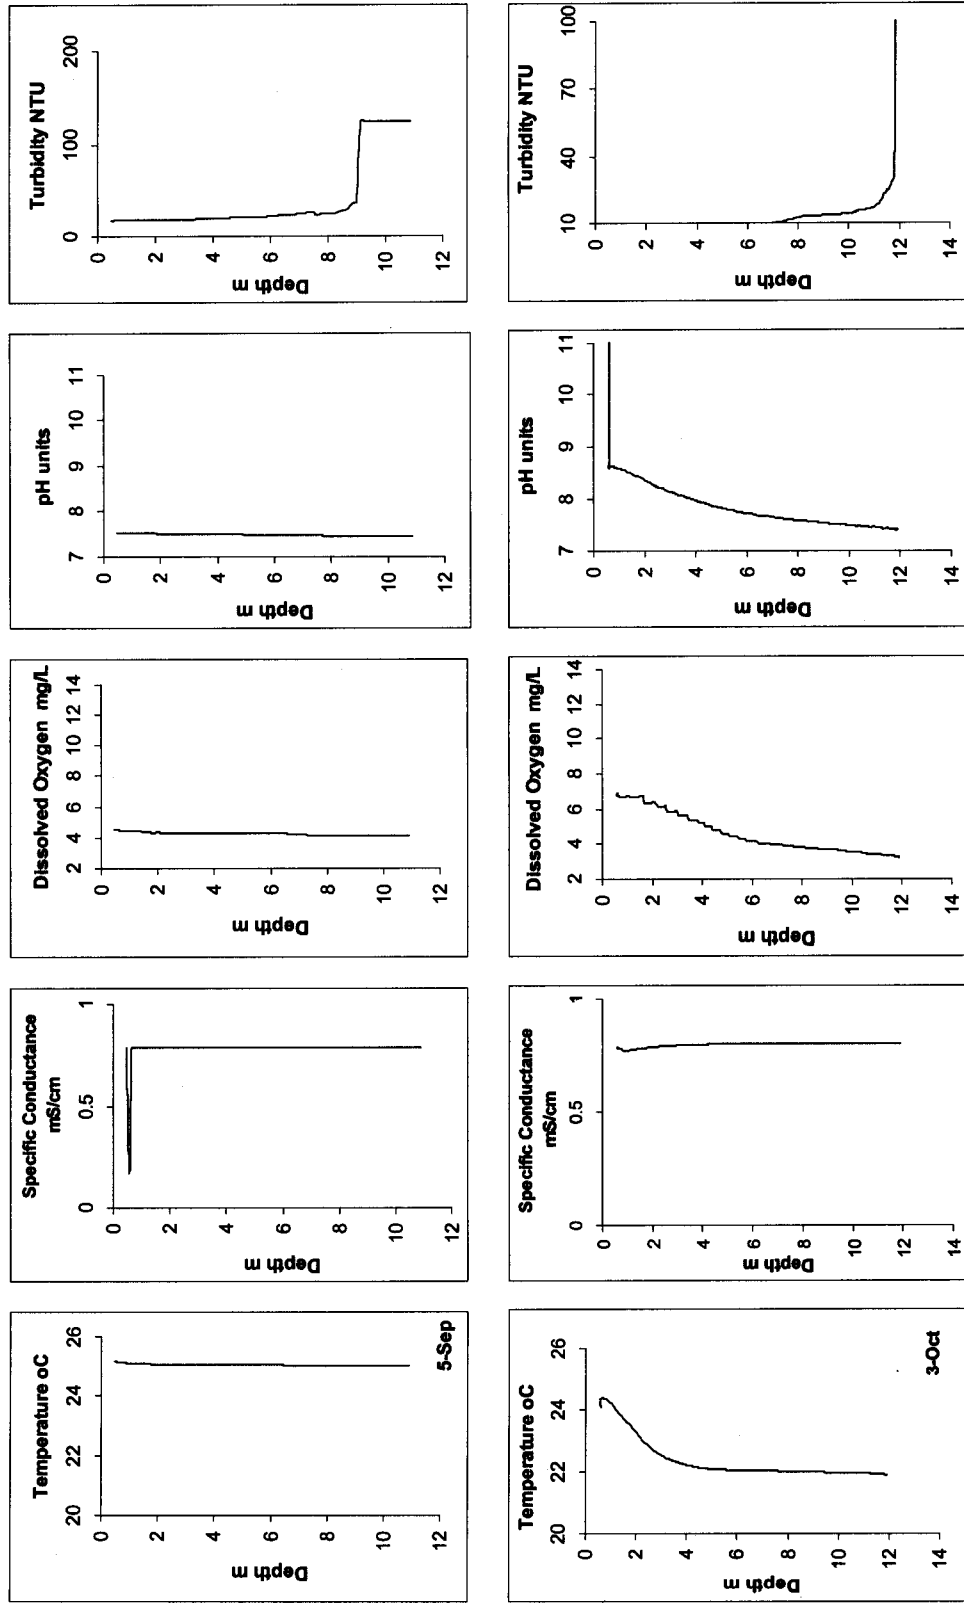 Temperature oC
20 22 25 26
0
2
4
6
8
10
12
Depth m
5-Sep
Specific Conductance
mS/cm
0 0.5 1
0
2
4
6
8
10
12
Depth m
Dissolved Oxygen mg/L
2 4 6 8 10 12 14
0
2
4
6
8
10
12
Depth m
pH units
7 8 9 10 11
0
2
4
6
8
10
12
Depth m
Turbidity NTU
0 100 200
0
2
4
6
8
10
12
Depth m
Temperature oC
20 22 24 26
0
2
4
6
8
10
12
14
Depth m
3-Oct
Specific Conductance
mS/cm
0 0.5 1
0
2
4
6
8
10
12
14
Depth m
Dissolved Oxygen mg/L
2 4 6 8 10 12 14
0
2
4
6
8
10
12
14
Depth m
pH units
7 8 9 10 11
0
2
4
6
8
10
12
14
Depth m
Turbidity NTU
10 40 70 100
0
2
4
6
8
10
12
14
Depth m